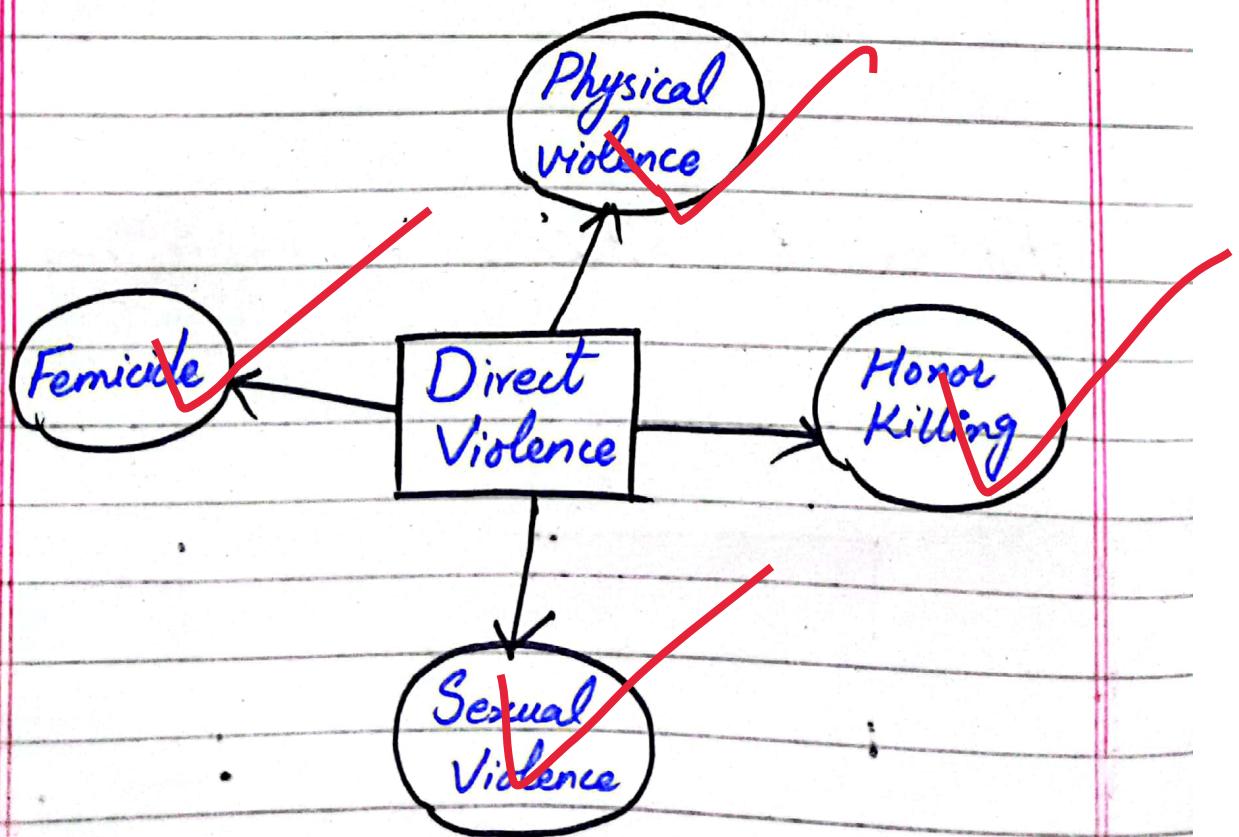 Physical
violence
Femicide
Direct
Violence
Honor
Killing
Sexual
Violence